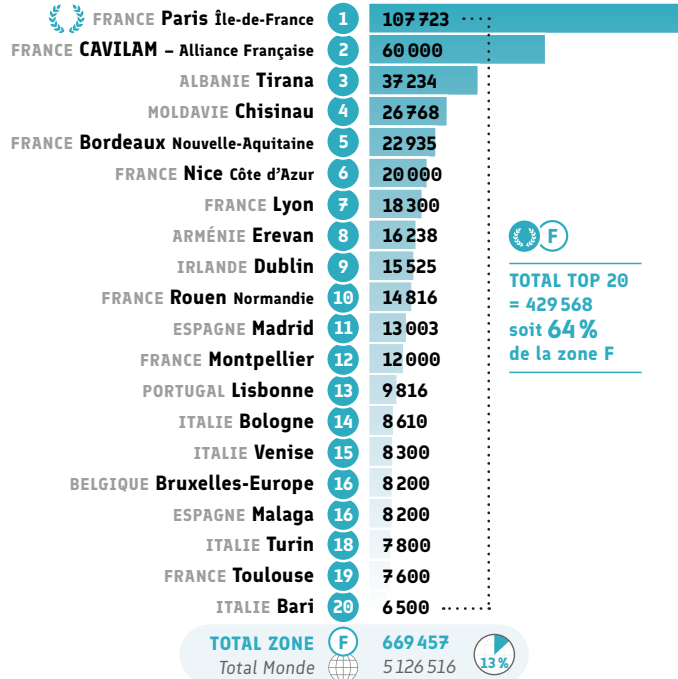 FRANCE Paris Île-de-France 1 107 723
FRANCE CAVILAM – Alliance Française 2 60 000
ALBANIE Tirana 3 37 234
MOLDAVIE Chisinau 4 26 768
FRANCE Bordeaux Nouvelle-Aquitaine 5 22 935
FRANCE Nice Côte d'Azur 6 20 000
FRANCE Lyon 7 18 300
ARMÉNIE Erevan 8 16 238
IRLANDE Dublin 9 15 525
FRANCE Rouen Normandie 10 14 816
ESPAGNE Madrid 11 13 003
FRANCE Montpellier 12 12 000
PORTUGAL Lisbonne 13 9 816
ITALIE Bologne 14 8 610
ITALIE Venise 15 8 300
BELGIQUE Bruxelles-Europe 16 8 200
ESPAGNE Malaga 16 8 200
ITALIE Turin 18 7 800
FRANCE Toulouse 19 7 600
ITALIE Bari 20 6 500
F
TOTAL TOP 20
= 429 568
soit 64 %
de la zone F
TOTAL ZONE F 669 457
Total Monde 5 126 516
13 %